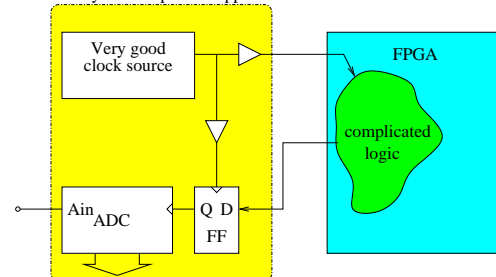 Very good
clock source
FPGA
complicated
logic
Ain
ADC
Q D
FF